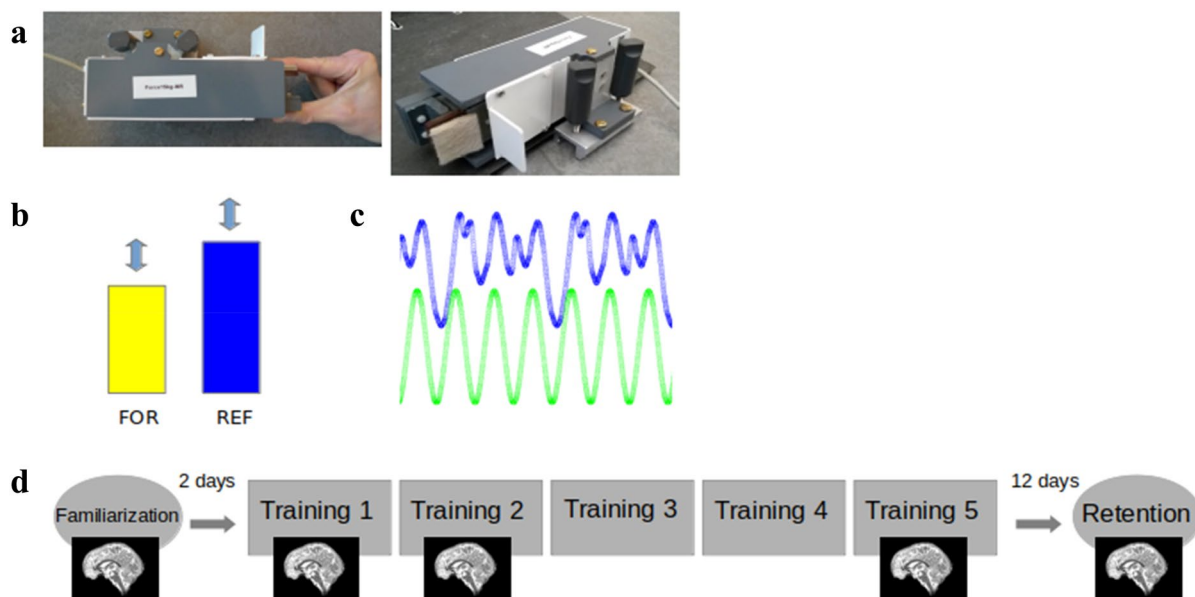 a
b
FOR
REF
c
d
Familiarization
2 days
Training 1
Training 2
Training 3
Training 4
Training 5
12 days
Retention